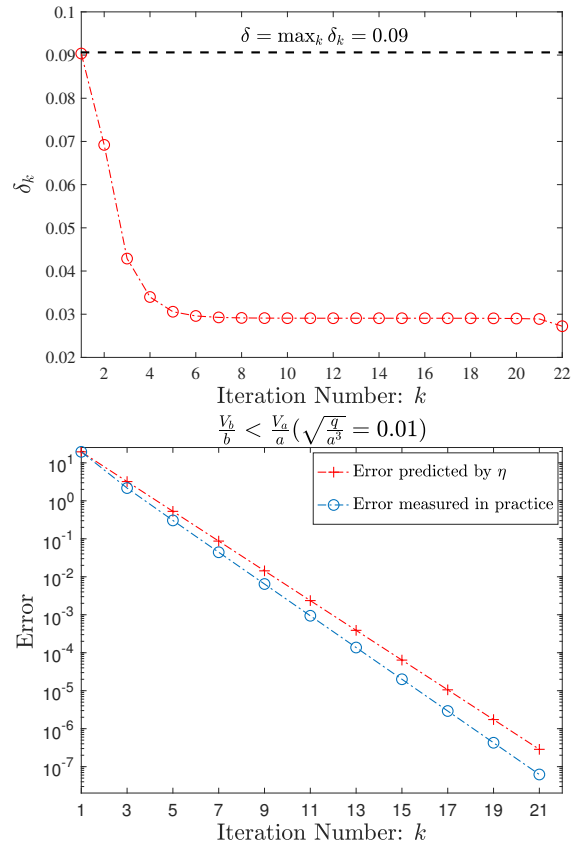 0.1
δ = max_k δ_k = 0.09
0.09
0.08
0.07
δ_k
0.06
0.05
0.04
0.03
0.02
2 4 6 8 10 12 14 16 18 20 22
Iteration Number: k
V_b/b < V_a/a (√(q/a³) = 0.01)
10^1
Error predicted by η
Error measured in practice
10^0
10^-1
10^-2
10^-3
Error
10^-4
10^-5
10^-6
10^-7
1 3 5 7 9 11 13 15 17 19 21
Iteration Number: k